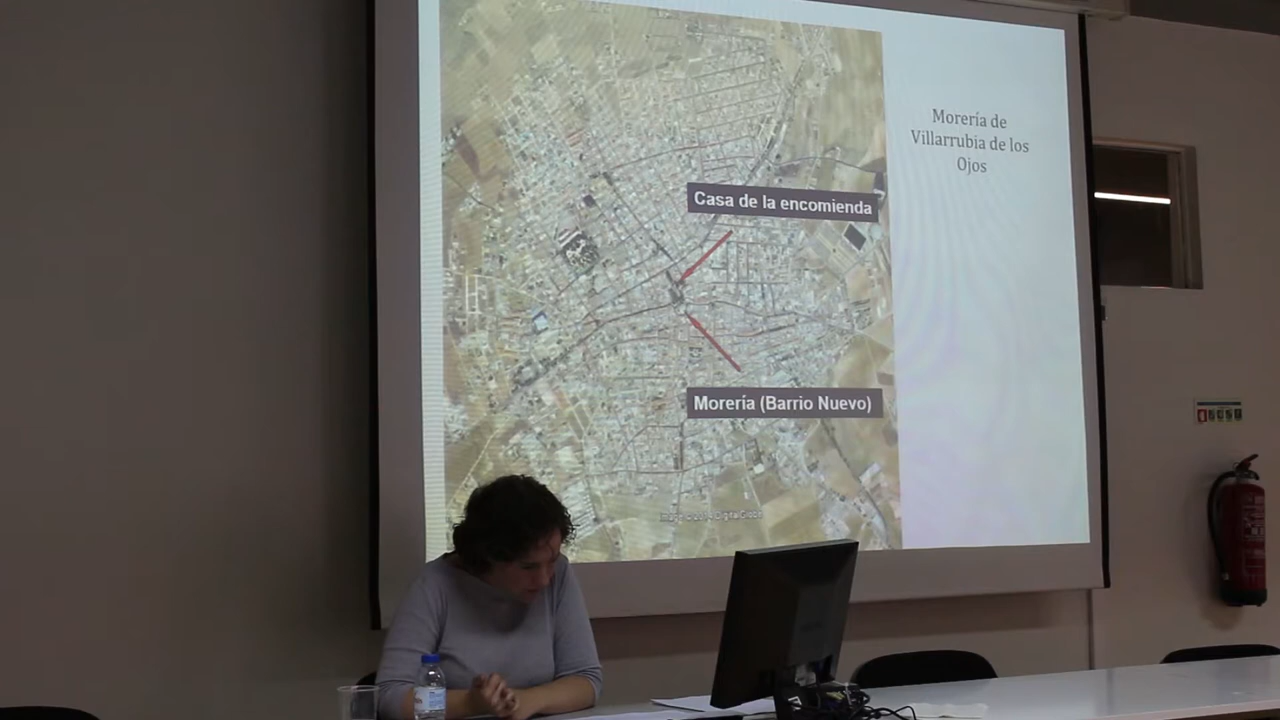 Morería de
Villarrubia de los
Ojos
Casa de la encomienda
Morería (Barrio Nuevo)